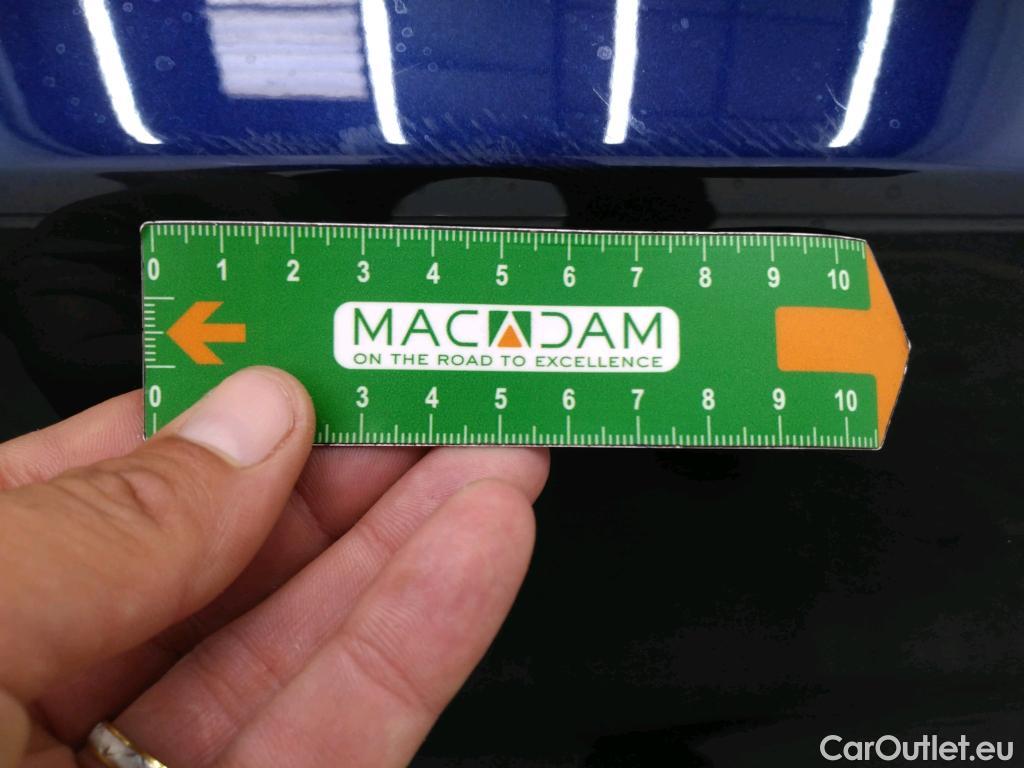 0 1 2 3 4 5 6 7 8 9 10
MACADAM
ON THE ROAD TO EXCELLENCE
0 3 4 5 6 7 8 9 10
CarOutlet.eu